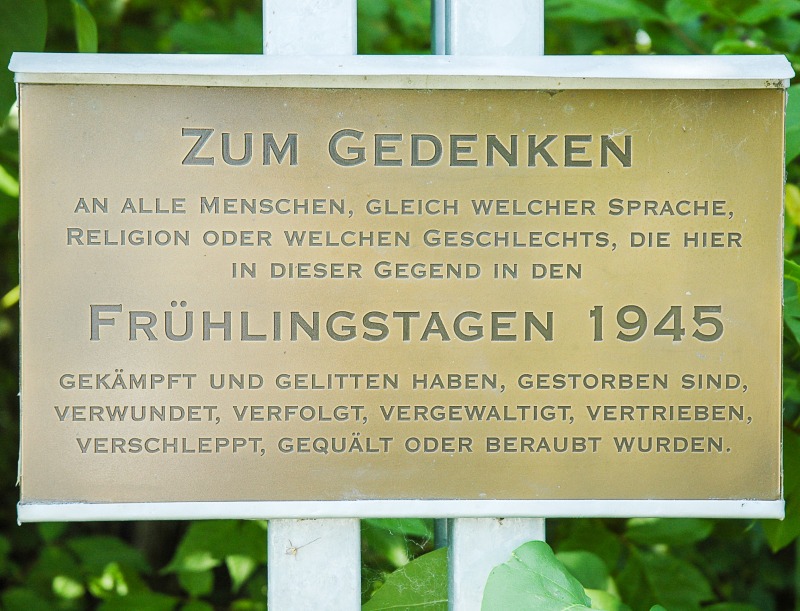 Zum Gedenken
an alle Menschen, gleich welcher Sprache,
Religion oder welchen Geschlechts, die hier
in dieser Gegend in den
Frühlingstagen 1945
gekämpft und gelitten haben, gestorben sind,
verwundet, verfolgt, vergewaltigt, vertrieben,
verschleppt, gequält oder beraubt wurden.